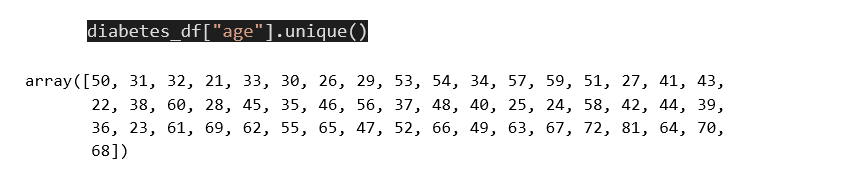 diabetes_df["age"].unique()
array([50, 31, 32, 21, 33, 30, 26, 29, 53, 54, 34, 57, 59, 51, 27, 41, 43,
22, 38, 60, 28, 45, 35, 46, 56, 37, 48, 40, 25, 24, 58, 42, 44, 39,
36, 23, 61, 69, 62, 55, 65, 47, 52, 66, 49, 63, 67, 72, 81, 64, 70,
68])